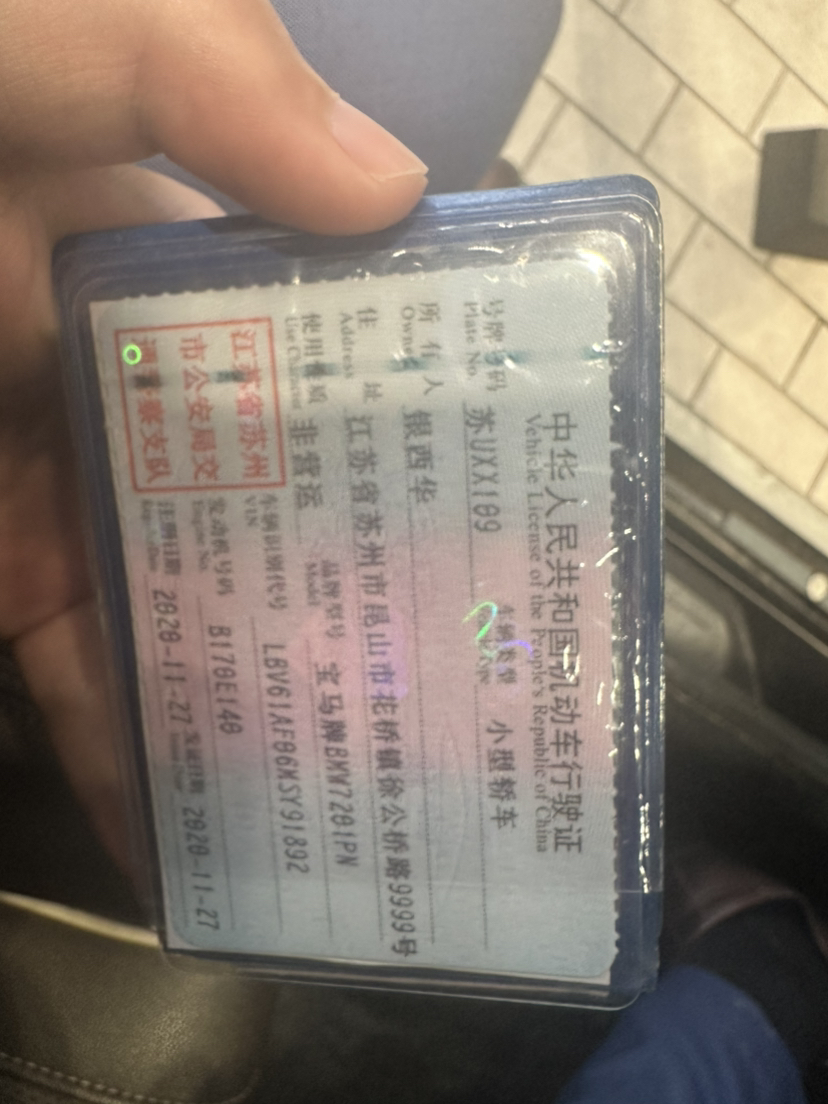 中华人民共和国机动车行驶证
Vehicle License of the People's Republic of China
号牌号码 苏UXX109 车辆类型 小型轿车
Plate No.
所有人 银西华
Owner
住址 江苏省苏州市昆山市花桥镇徐公桥路9999号
Address
使用性质 非营运 品牌型号 宝马牌BMW7201PN
Use Character Model
江苏省苏州
市公安局交
通警察支队
车辆识别代号 LBV61AF06MSY91892
VIN
发动机号码 B178E140
Engine No.
注册日期 2020-11-27 发证日期 2020-11-27